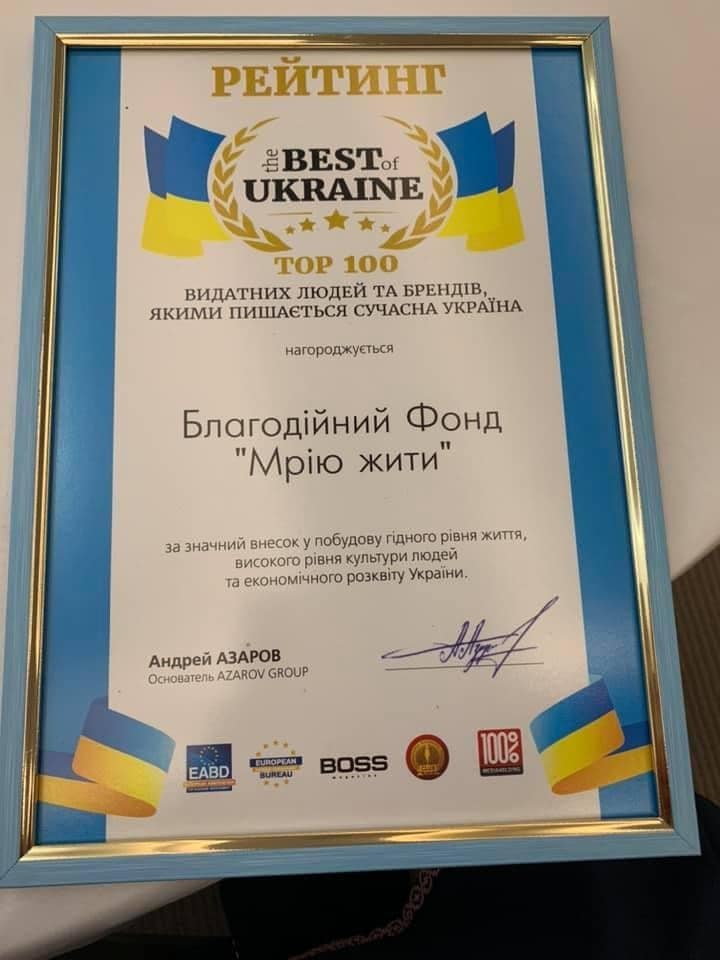 РЕЙТИНГ
the BEST of
UKRAINE
TOP 100
ВИДАТНИХ ЛЮДЕЙ ТА БРЕНДІВ,
ЯКИМИ ПИШАЄТЬСЯ СУЧАСНА УКРАЇНА
нагороджується
Благодійний Фонд
"Мрію жити"
за значний внесок у побудову гідного рівня життя,
високого рівня культури людей
та економічного розквіту України.
Андрей АЗАРОВ
Основатель AZAROV GROUP
EABD
EUROPEAN
BUREAU
BOSS
magazine
100%
MEDIAHOLDING